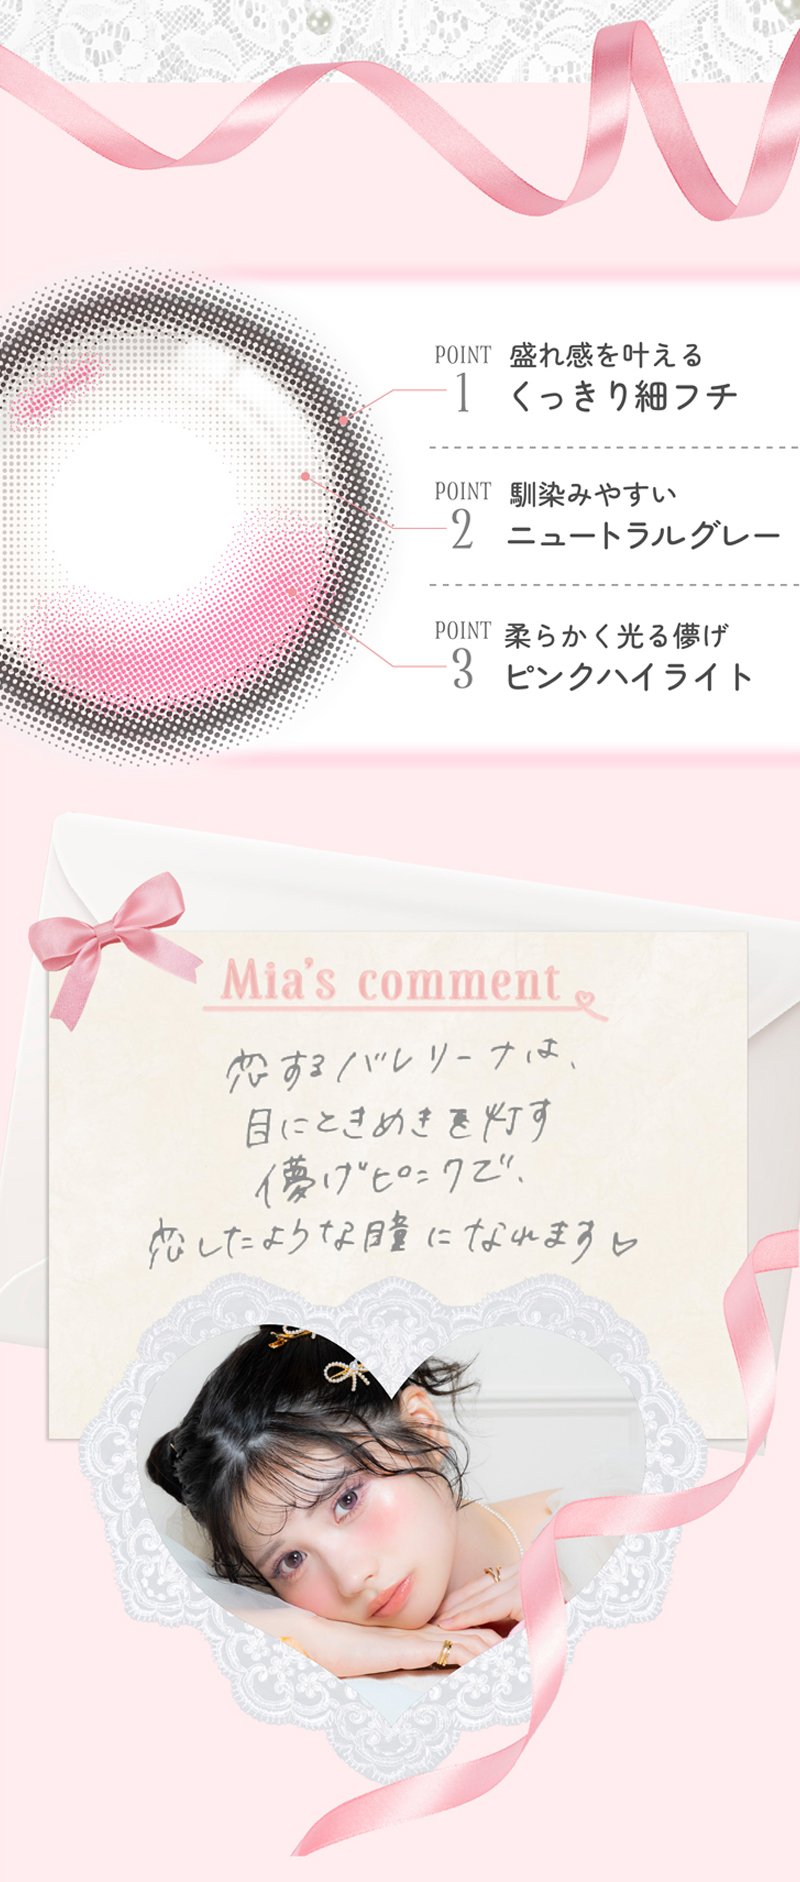 POINT 1
盛れ感を叶える
くっきり細フチ
POINT 2
馴染みやすい
ニュートラルグレー
POINT 3
柔らかく光る儚げ
ピンクハイライト
Mia's comment
恋するバレリーナは、
目にときめきを灯す
儚げピンクで、
恋したような瞳になれます♡